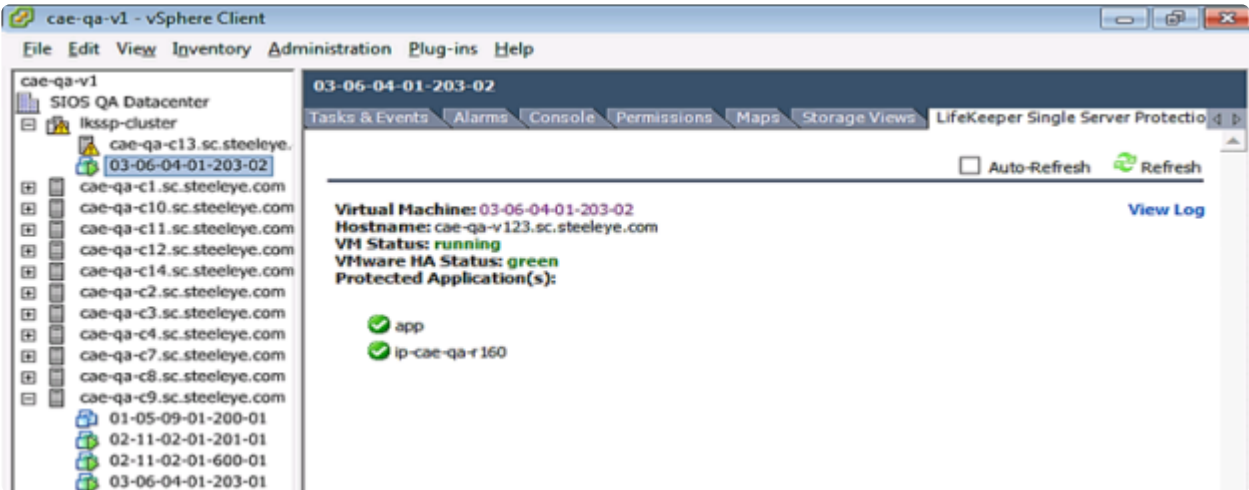 cae-qa-v1 - vSphere Client
File Edit View Inventory Administration Plug-ins Help
cae-qa-v1
SIOS QA Datacenter
lkssp-cluster
cae-qa-c13.sc.steeleye.
03-06-04-01-203-02
cae-qa-c1.sc.steeleye.com
cae-qa-c10.sc.steeleye.com
cae-qa-c11.sc.steeleye.com
cae-qa-c12.sc.steeleye.com
cae-qa-c14.sc.steeleye.com
cae-qa-c2.sc.steeleye.com
cae-qa-c3.sc.steeleye.com
cae-qa-c4.sc.steeleye.com
cae-qa-c7.sc.steeleye.com
cae-qa-c8.sc.steeleye.com
cae-qa-c9.sc.steeleye.com
01-05-09-01-200-01
02-11-02-01-201-01
02-11-02-01-600-01
03-06-04-01-203-01
03-06-04-01-203-02
Tasks & Events Alarms Console Permissions Maps Storage Views LifeKeeper Single Server Protectio
Auto-Refresh Refresh
Virtual Machine: 03-06-04-01-203-02 View Log
Hostname: cae-qa-v123.sc.steeleye.com
VM Status: running
VMware HA Status: green
Protected Application(s):
app
ip-cae-qa-r160